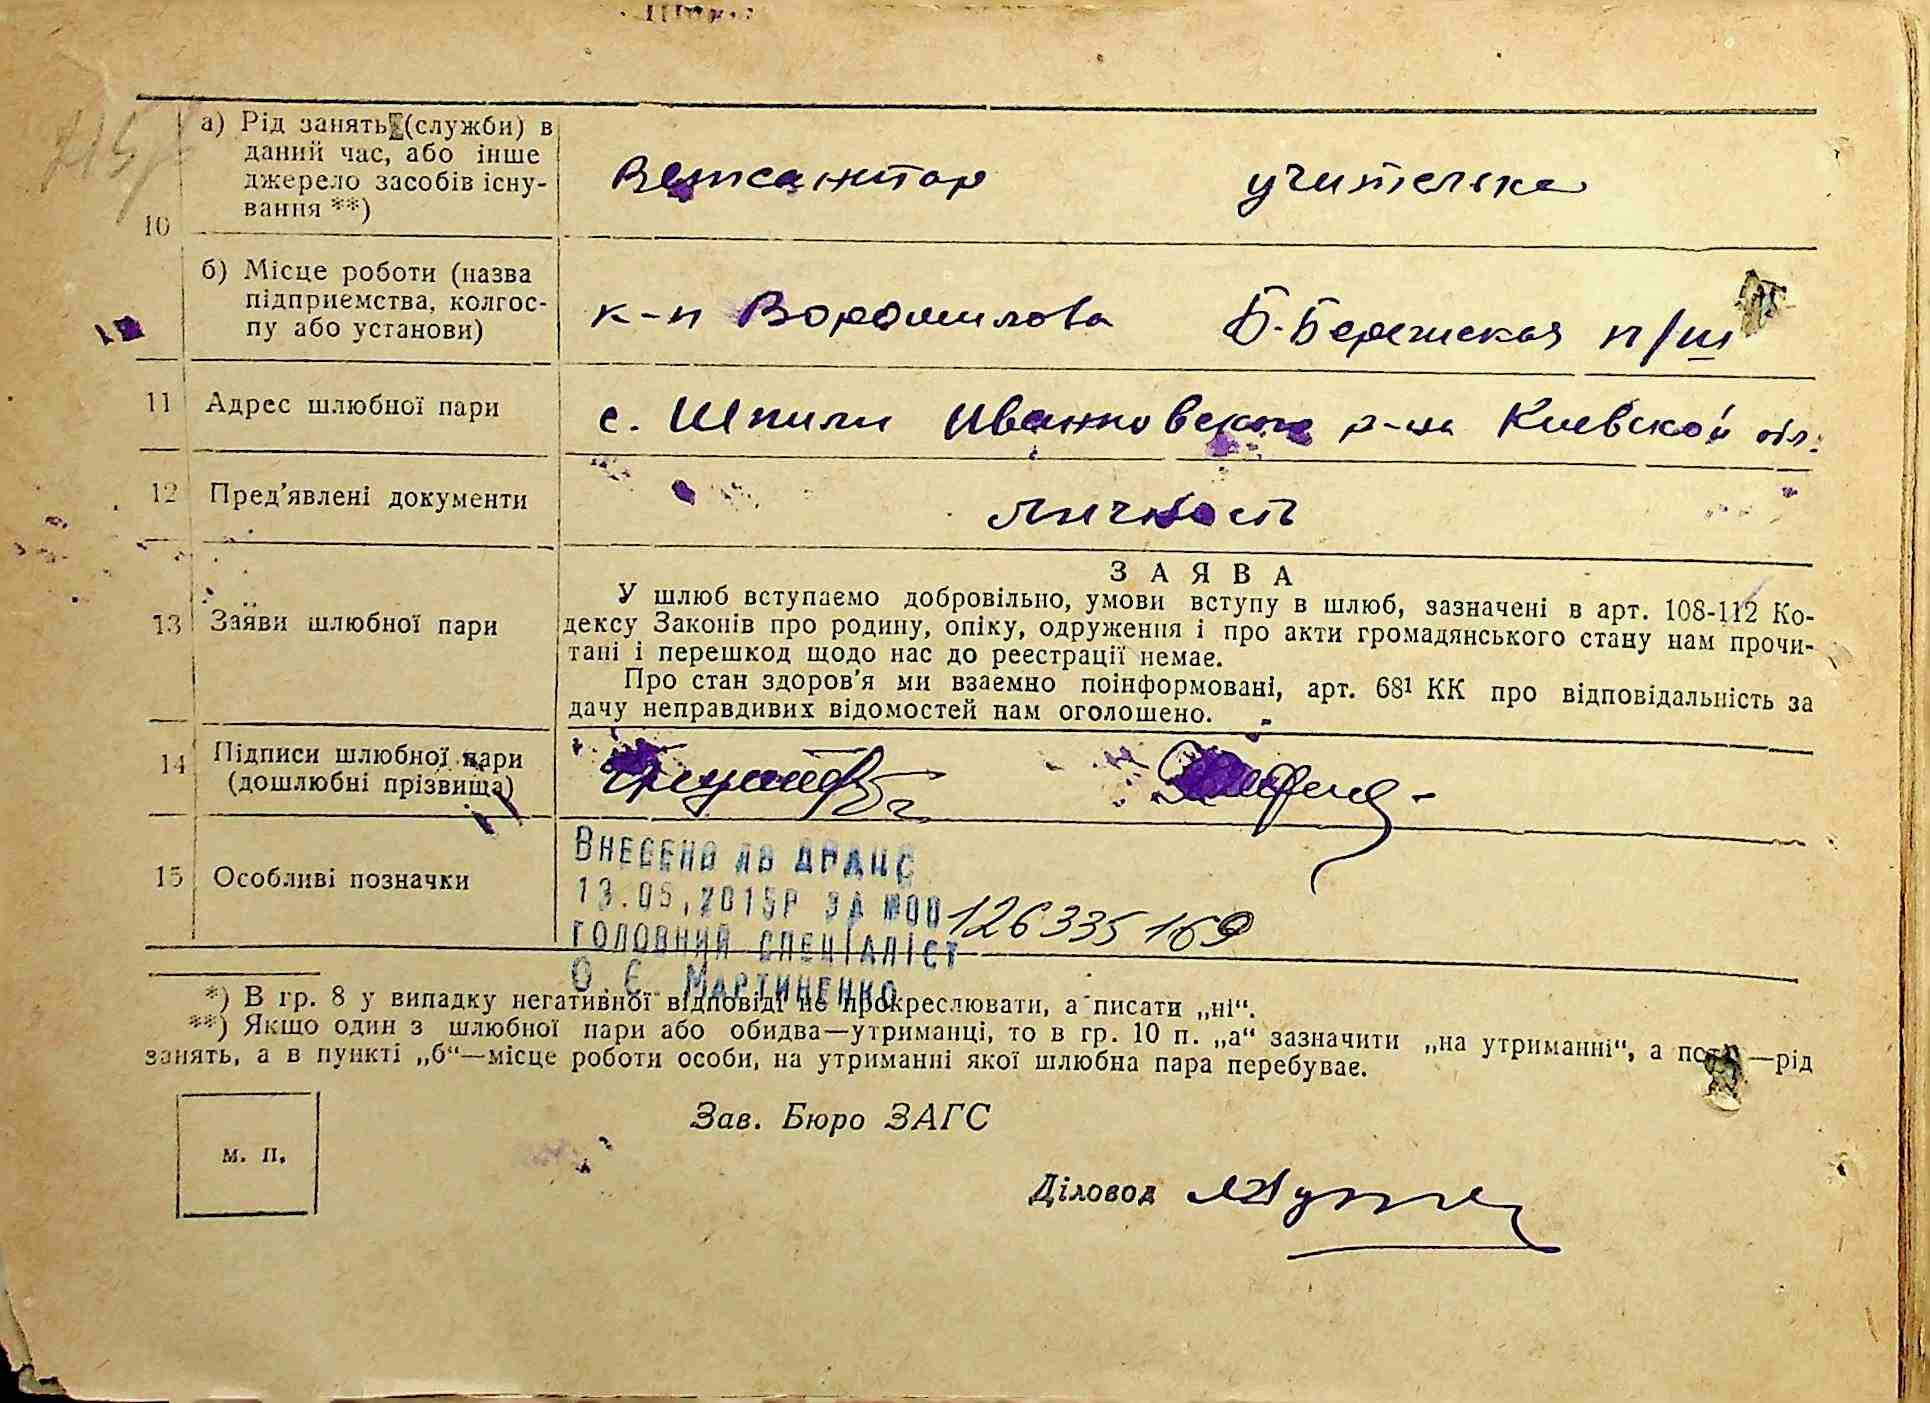 а) Рід занять (служби) в
даний час, або інше
джерело засобів існу-
вання **)
Ветсанитар учителька
10
б) Місце роботи (назва
підприємства, колгос-
пу або установи)
к-п Ворошилова Б-Бережская п/ш
11 Адрес шлюбної пари
с. Шпили Иванковского р-на Киевской обл.
12 Пред'явлені документи
личность
13 Заяви шлюбної пари
ЗАЯВА
У шлюб вступаємо добровільно, умови вступу в шлюб, зазначені в арт. 108-112 Ко-
дексу Законів про родину, опіку, одруження і про акти громадянського стану нам прочи-
тані і перешкод щодо нас до реєстрації немає.
Про стан здоров'я ми взаємно поінформовані, арт. 68¹ КК про відповідальність за
дачу неправдивих відомостей нам оголошено.
14 Підписи шлюбної пари
(дошлюбні прізвища)
15 Особливі позначки
Внесено до ДРАЦС
13.05.2015р за №00126335169
головний спеціаліст
О.Є. Мартиненко
*) В гр. 8 у випадку негативної відповіді не прокреслювати, а писати „ні“.
**) Якщо один з шлюбної пари або обидва—утриманці, то в гр. 10 п. „а“ зазначити „на утриманні“, а —рід
занять, а в пункті „б“—місце роботи особи, на утриманні якої шлюбна пара перебуває.
Зав. Бюро ЗАГС
м. п.
Діловод